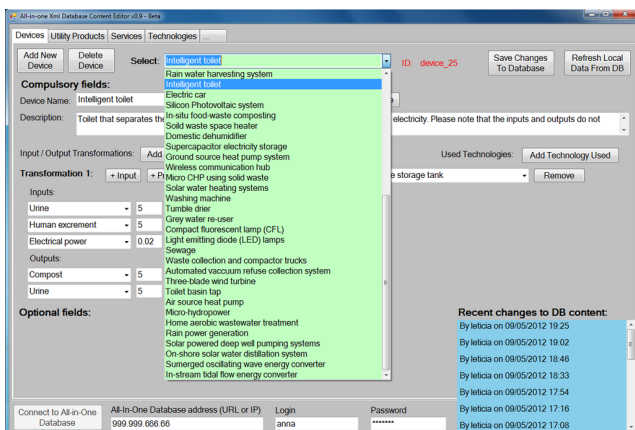 All-in-one Xml Database Content Editor v0.9 - Beta
Devices Utility Products Services Technologies ...
Add New Device
Delete Device
Select: Intelligent toilet
ID: device_25
Save Changes To Database
Refresh Local Data From DB
Rain water harvesting system
Intelligent toilet
Electric car
Silicon Photovoltaic system
In-situ food-waste composting
Soild waste space heater
Domestic dehumidifier
Supercapacitor electricity storage
Ground source heat pump system
Wireless communication hub
Micro CHP using solid waste
Solar water heating systems
Washing machine
Tumble drier
Grey water re-user
Compact fluorescent lamp (CFL)
Light emitting diode (LED) lamps
Sewage
Waste collection and compactor trucks
Automated vaccum refuse collection system
Three-blade wind turbine
Toilet basin tap
Air source heat pump
Micro-hydropower
Home aerobic wastewater treatment
Rain power generation
Solar powered deep well pumping systems
On-shore solar water distillation system
Sumerged oscillating wave energy converter
In-stream tidal flow energy converter
Compulsory fields:
Device Name: Intelligent toilet
Description: Toilet that separates the electricity. Please note that the inputs and outputs do not
Input / Output Transformations: Add
Used Technologies: Add Technology Used
Transformation 1: + Input + Pr
e storage tank Remove
Inputs:
Urine 5
Human excrement 5
Electrical power 0.02
Outputs:
Compost 5
Urine 5
Optional fields:
Recent changes to DB content:
By leticia on 09/05/2012 19:25
By leticia on 09/05/2012 19:02
By leticia on 09/05/2012 18:46
By leticia on 09/05/2012 18:33
By leticia on 09/05/2012 17:54
By leticia on 09/05/2012 17:16
By leticia on 09/05/2012 17:08
Connect to All-in-One Database
All-In-One Database address (URL or IP) Login Password
999.999.666.66 anna *******